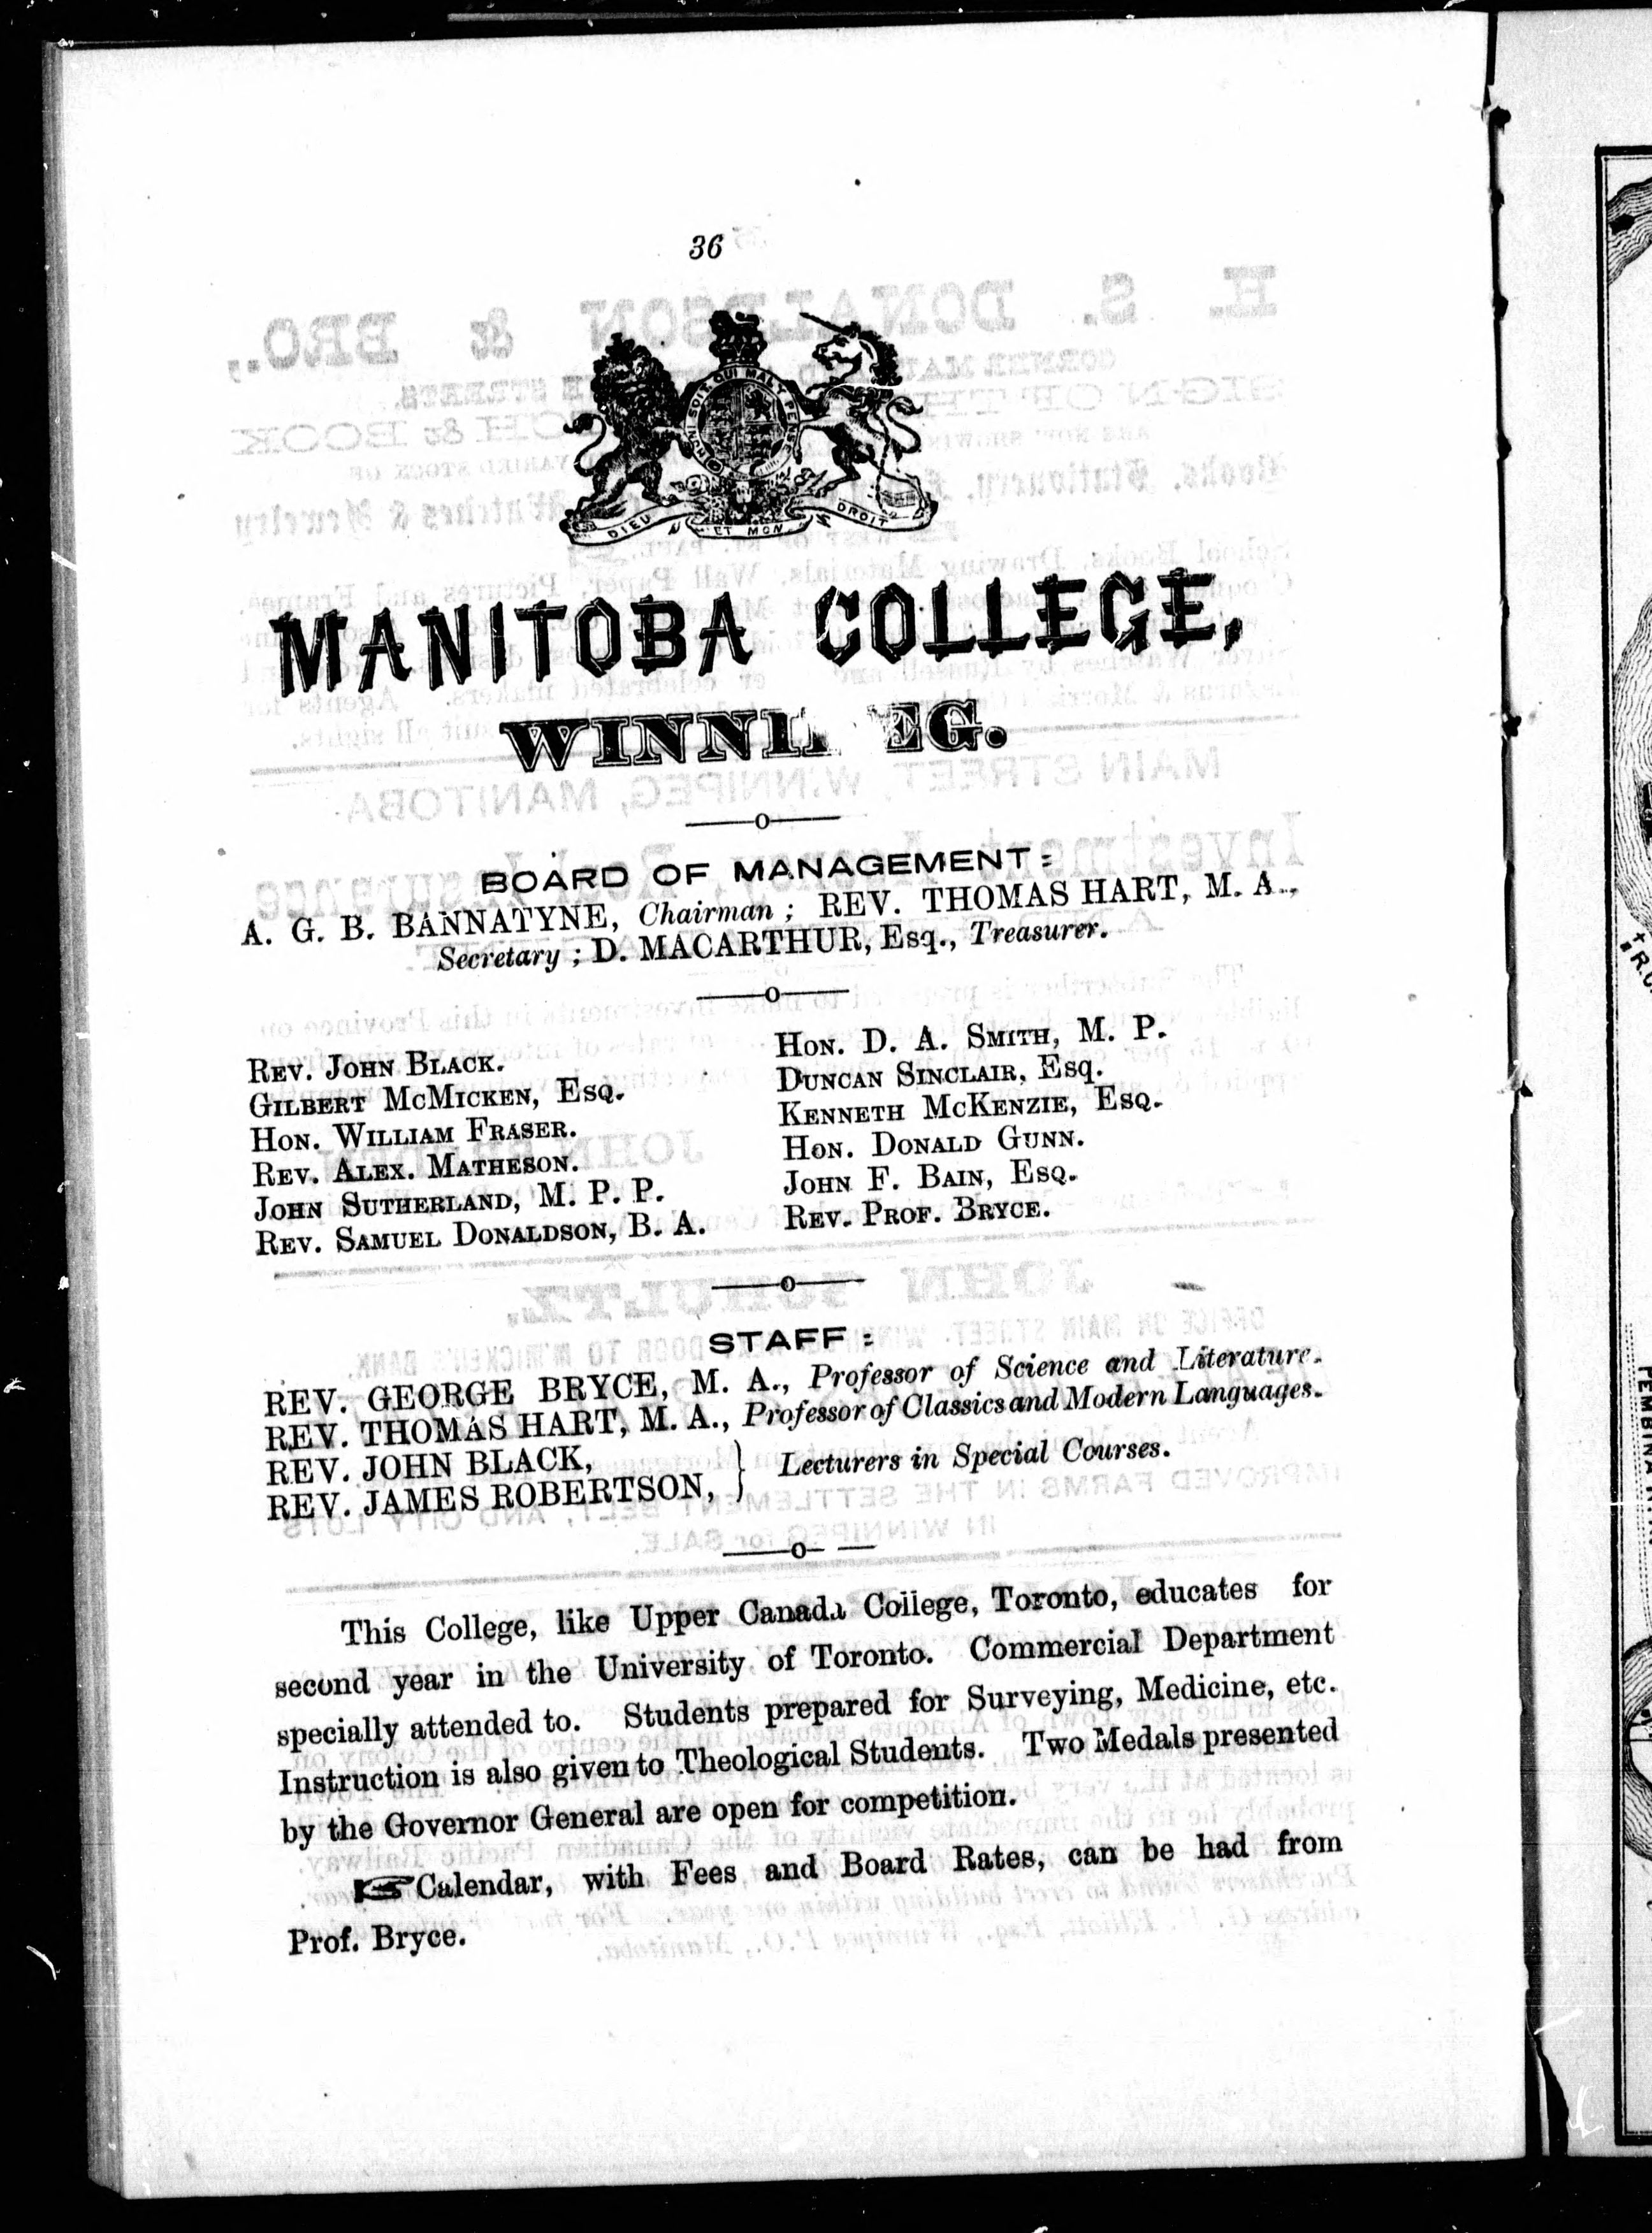 36
HONI SOIT QUI MAL Y PENSE
DIEU ET MON DROIT
MANITOBA COLLEGE,
WINNI EG.
BOARD OF MANAGEMENT:
A. G. B. BANNATYNE, Chairman; REV. THOMAS HART, M. A.,
Secretary; D. MACARTHUR, Esq., Treasurer.
REV. JOHN BLACK.
GILBERT MCMICKEN, ESQ.
HON. WILLIAM FRASER.
REV. ALEX. MATHESON.
JOHN SUTHERLAND, M. P. P.
REV. SAMUEL DONALDSON, B. A.
HON. D. A. SMITH, M. P.
DUNCAN SINCLAIR, Esq.
KENNETH MCKENZIE, ESQ.
HON. DONALD GUNN.
JOHN F. BAIN, ESQ.
REV. PROF. BRYCE.
STAFF:
REV. GEORGE BRYCE, M. A., Professor of Science and Literature.
REV. THOMAS HART, M. A., Professor of Classics and Modern Languages.
REV. JOHN BLACK,
REV. JAMES ROBERTSON, } Lecturers in Special Courses.
This College, like Upper Canada College, Toronto, educates for
second year in the University of Toronto. Commercial Department
specially attended to. Students prepared for Surveying, Medicine, etc.
Instruction is also given to Theological Students. Two Medals presented
by the Governor General are open for competition.
☞Calendar, with Fees and Board Rates, can be had from
Prof. Bryce.